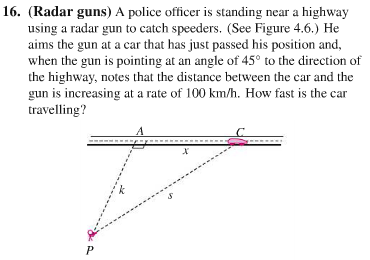 16. (Radar guns) A police officer is standing near a highway
using a radar gun to catch speeders. (See Figure 4.6.) He
aims the gun at a car that has just passed his position and,
when the gun is pointing at an angle of 45° to the direction of
the highway, notes that the distance between the car and the
gun is increasing at a rate of 100 km/h. How fast is the car
travelling?
A C
x
k
s
P